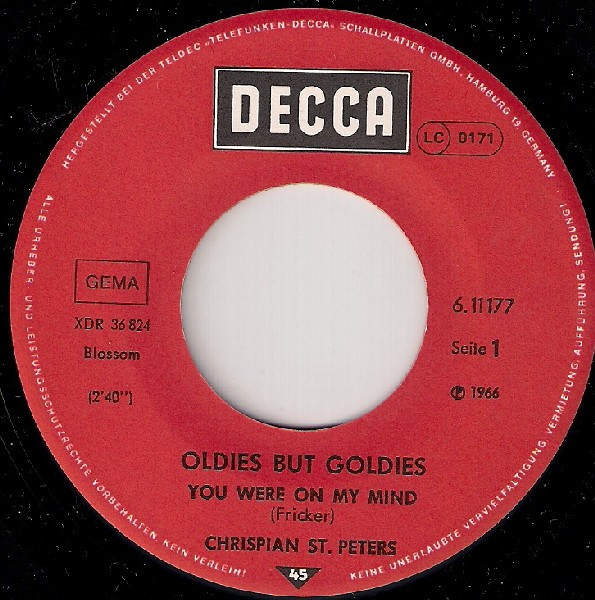 HERGESTELLT BEI DER TELDEC „TELEFUNKEN-DECCA” SCHALLPLATTEN GMBH. HAMBURG 19 GERMANY
DECCA
LC 0171
GEMA
XDR 36 824
Blossom
(2'40")
6.11177
Seite 1
℗ 1966
OLDIES BUT GOLDIES
YOU WERE ON MY MIND
(Fricker)
CHRISPIAN ST. PETERS
45
ALLE URHEBER- UND LEISTUNGSSCHUTZRECHTE VORBEHALTEN. KEIN VERLEIH!
KEINE UNERLAUBTE VERVIELFÄLTIGUNG, VERMIETUNG, AUFFÜHRUNG, SENDUNG!